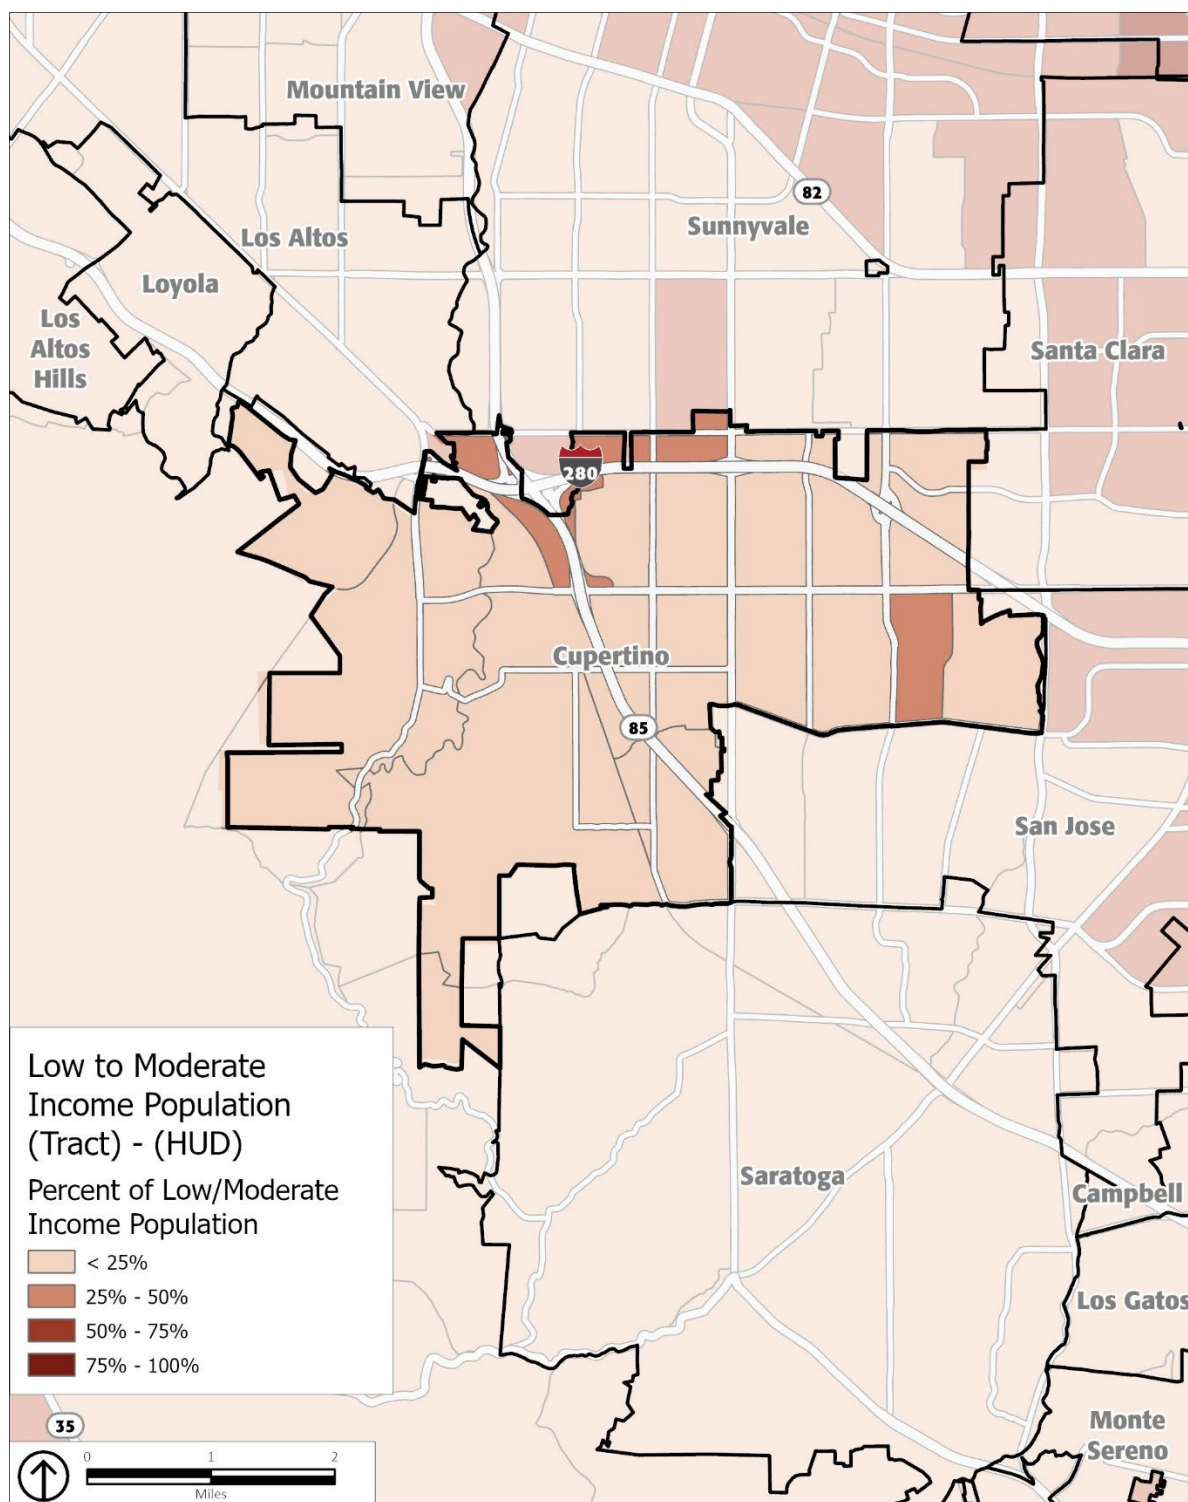 Mountain View
82
Los Altos
Sunnyvale
Loyola
Los
Altos
Hills
Santa Clara
280
Cupertino
85
San Jose
Saratoga
Campbell
Los Gatos
Monte
Sereno
Low to Moderate
Income Population
(Tract) - (HUD)
Percent of Low/Moderate
Income Population
< 25%
25% - 50%
50% - 75%
75% - 100%
35
0 1 2
Miles